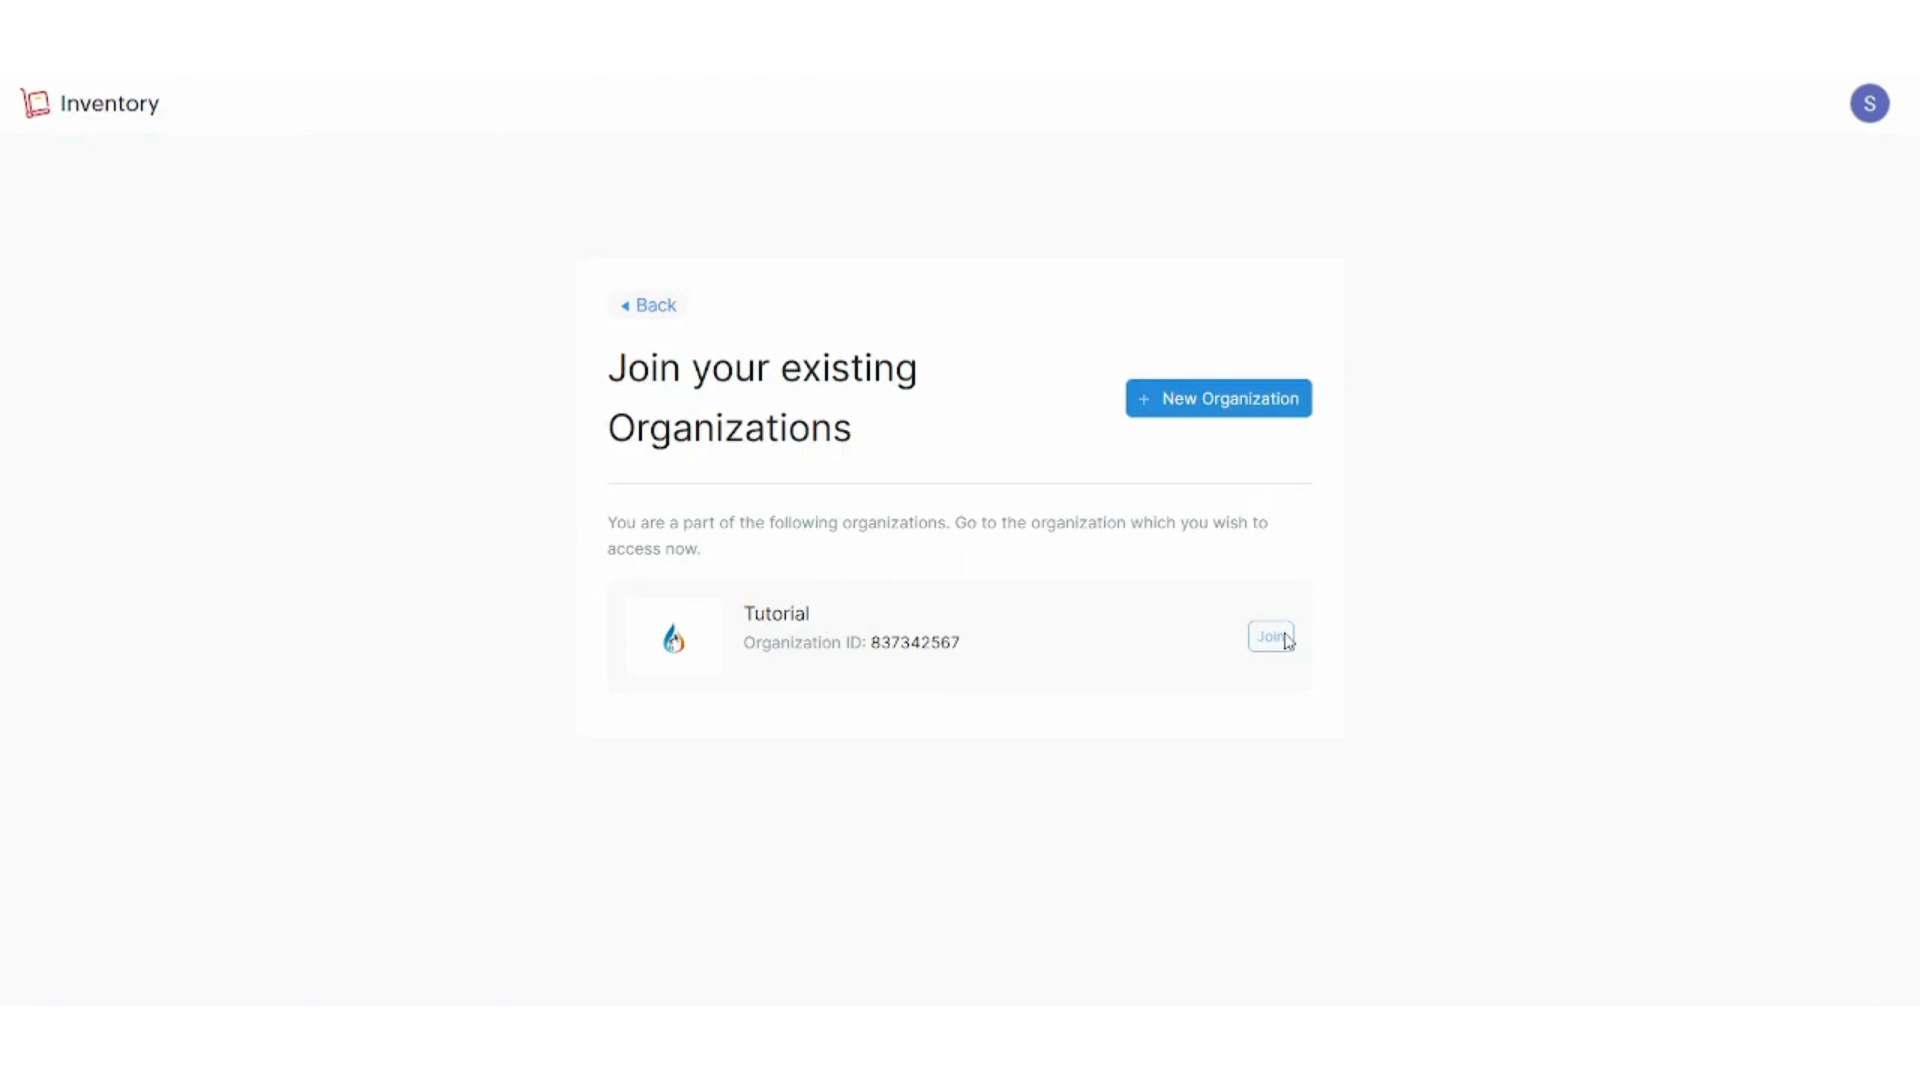 Inventory
S
Back
Join your existing
Organizations
+ New Organization
You are a part of the following organizations. Go to the organization which you wish to
access now.
Tutorial
Organization ID: 837342567
Join